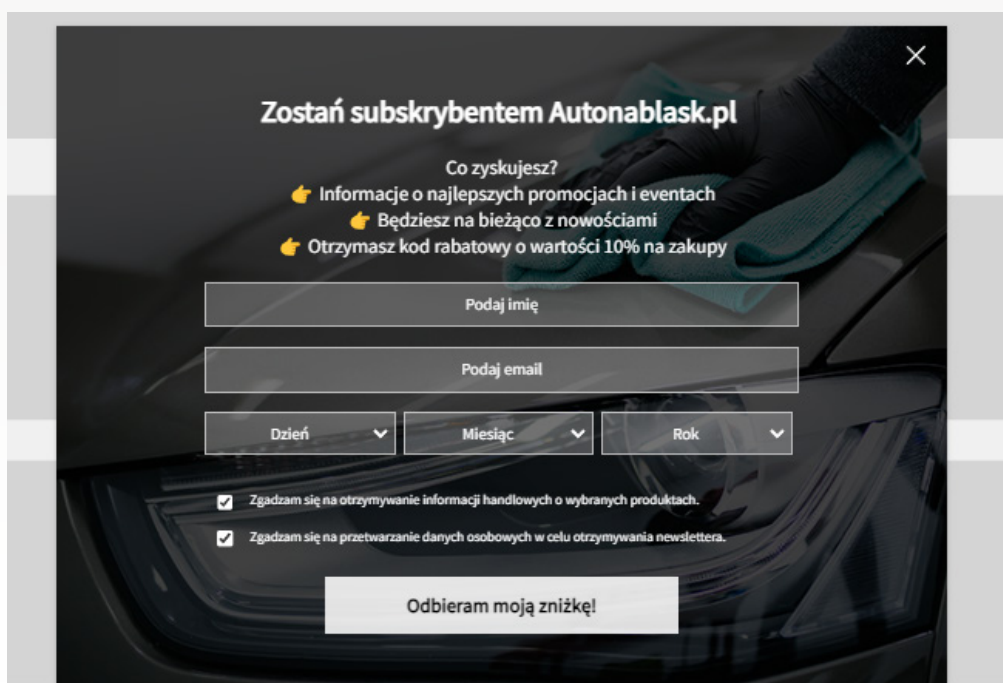 Zostań subskrybentem Autonablask.pl
Co zyskujesz?
👉 Informacje o najlepszych promocjach i eventach
👉 Będziesz na bieżąco z nowościami
👉 Otrzymasz kod rabatowy o wartości 10% na zakupy
Podaj imię
Podaj email
Dzień Miesiąc Rok
Zgadzam się na otrzymywanie informacji handlowych o wybranych produktach.
Zgadzam się na przetwarzanie danych osobowych w celu otrzymywania newslettera.
Odbieram moją zniżkę!